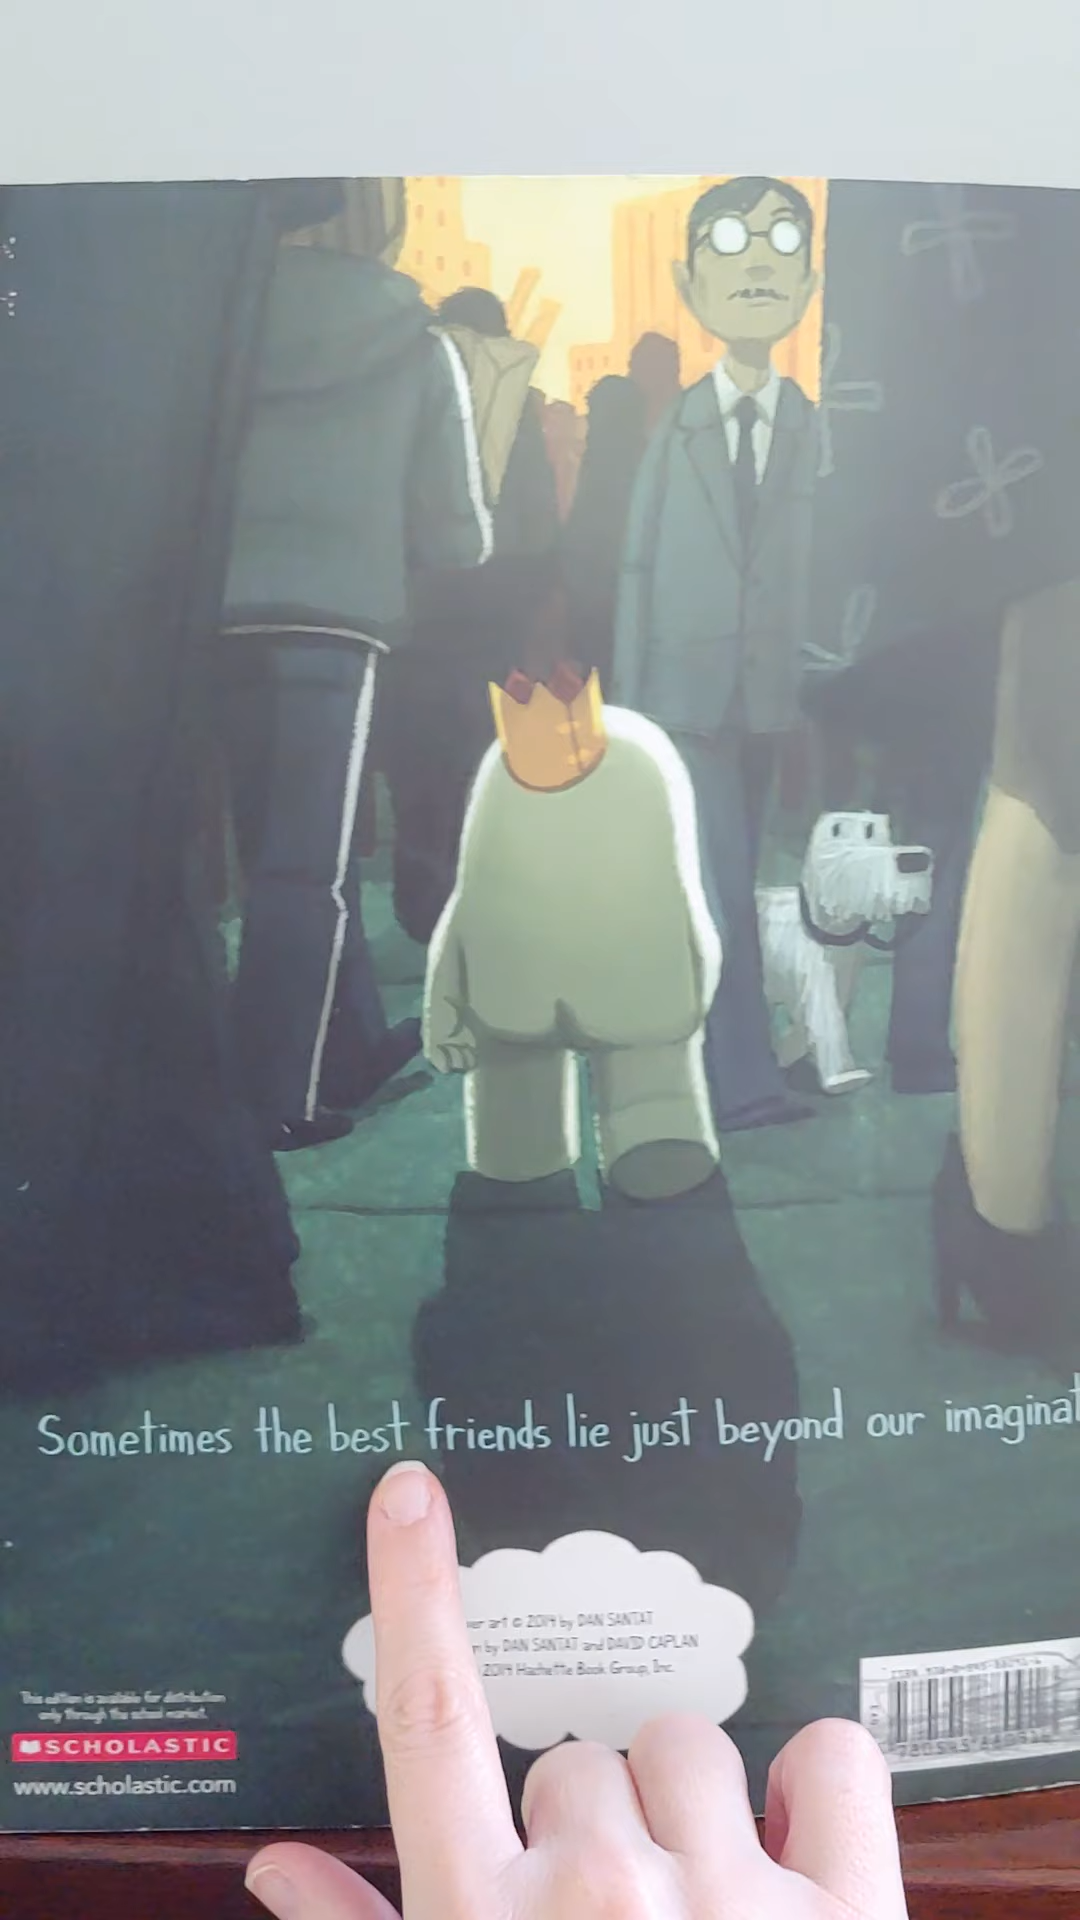 Sometimes the best friends lie just beyond our
art © 2014 by DAN SANTAT
by DAN SANTAT and DAVID CAPLAN
2014 Hachette Book Group, Inc.
This edition is available for distribution
only through the school market.
SCHOLASTIC
www.scholastic.com